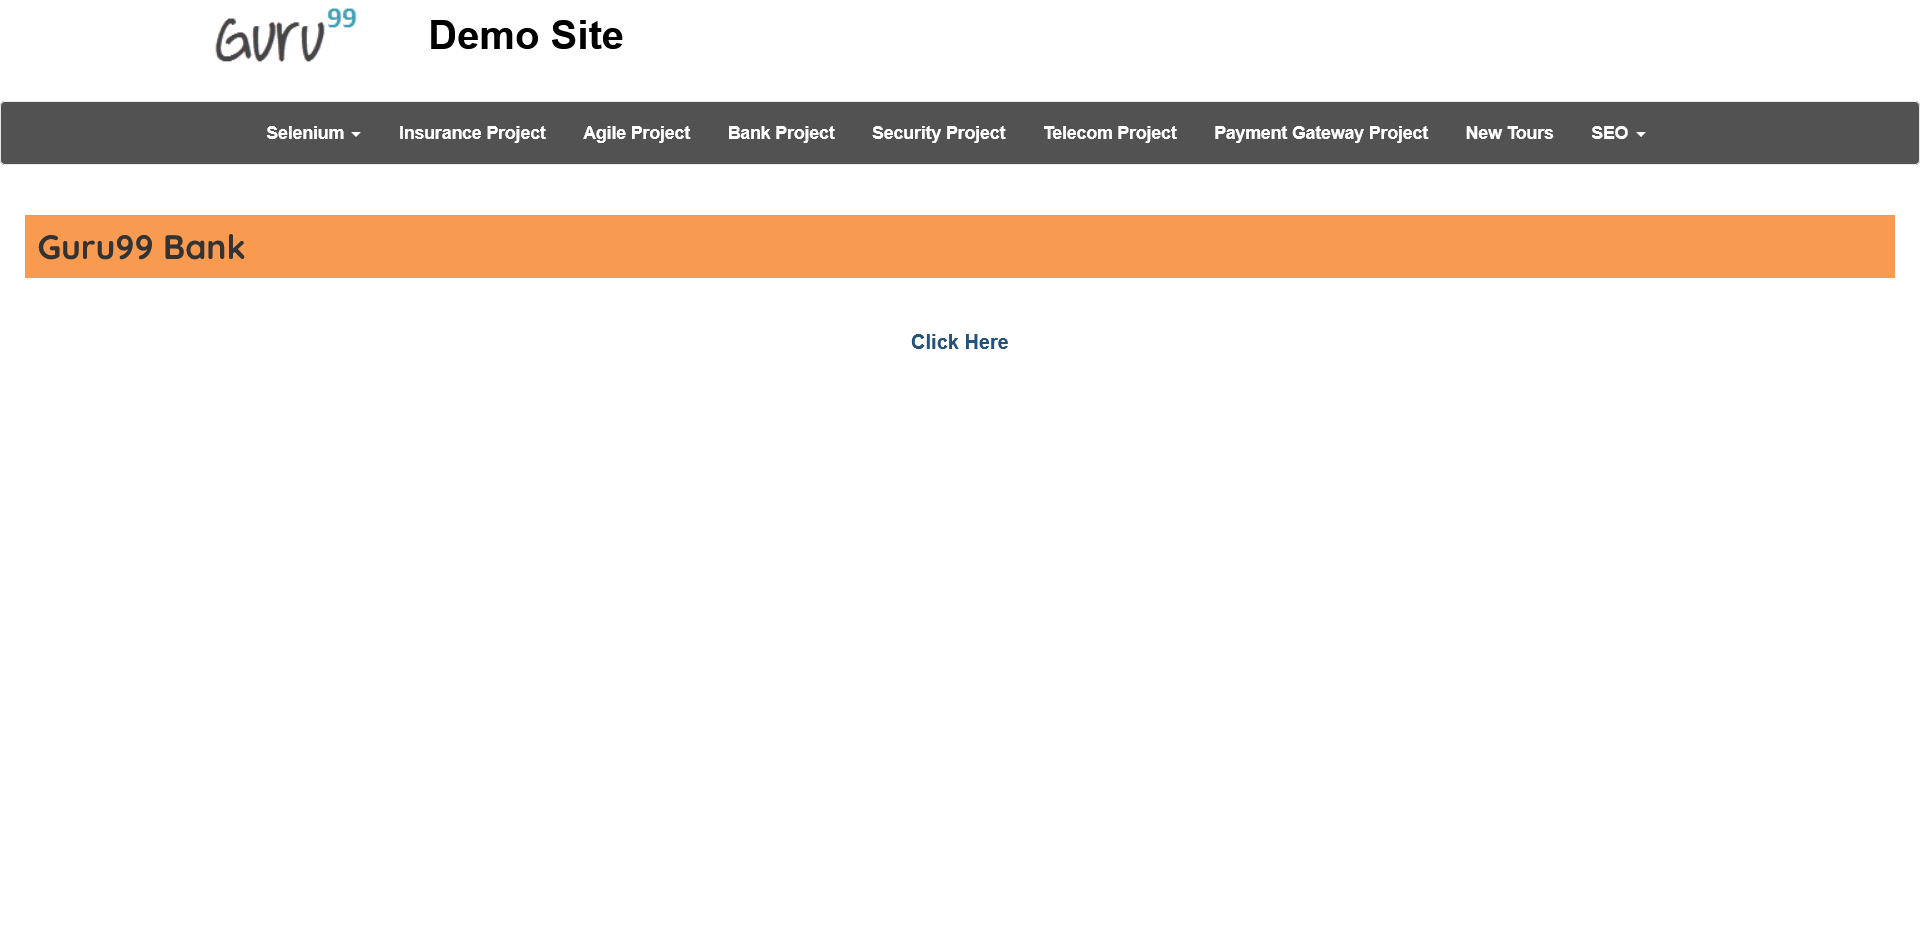 Guru99 Demo Site
Selenium Insurance Project Agile Project Bank Project Security Project Telecom Project Payment Gateway Project New Tours SEO
Guru99 Bank
Click Here